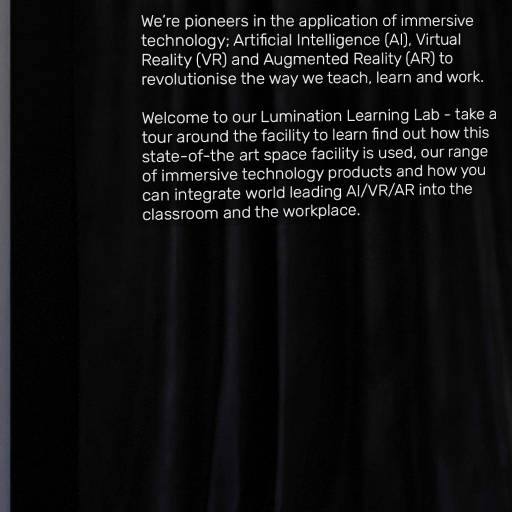 We're pioneers in the application of immersive
technology; Artificial Intelligence (AI), Virtual
Reality (VR) and Augmented Reality (AR) to
revolutionise the way we teach, learn and work.
Welcome to our Lumination Learning Lab - take a
tour around the facility to learn find out how this
state-of-the art space facility is used, our range
of immersive technology products and how you
can integrate world leading AI/VR/AR into the
classroom and the workplace.